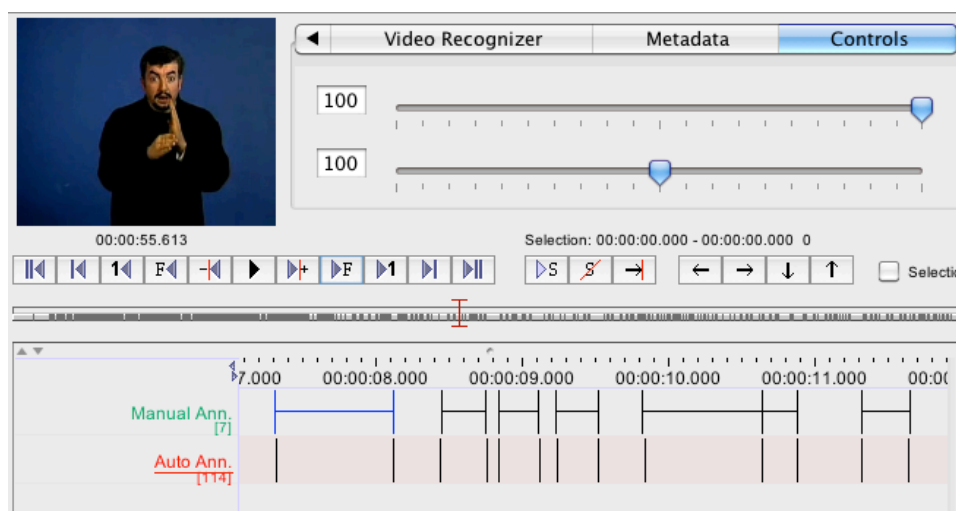 Video Recognizer Metadata Controls
100
100
00:00:55.613
Selection: 00:00:00.000 - 00:00:00.000 0
1 F - + F 1 S S Selectio
7.000 00:00:08.000 00:00:09.000 00:00:10.000 00:00:11.000 00:00
Manual Ann.
[7]
Auto Ann.
[114]